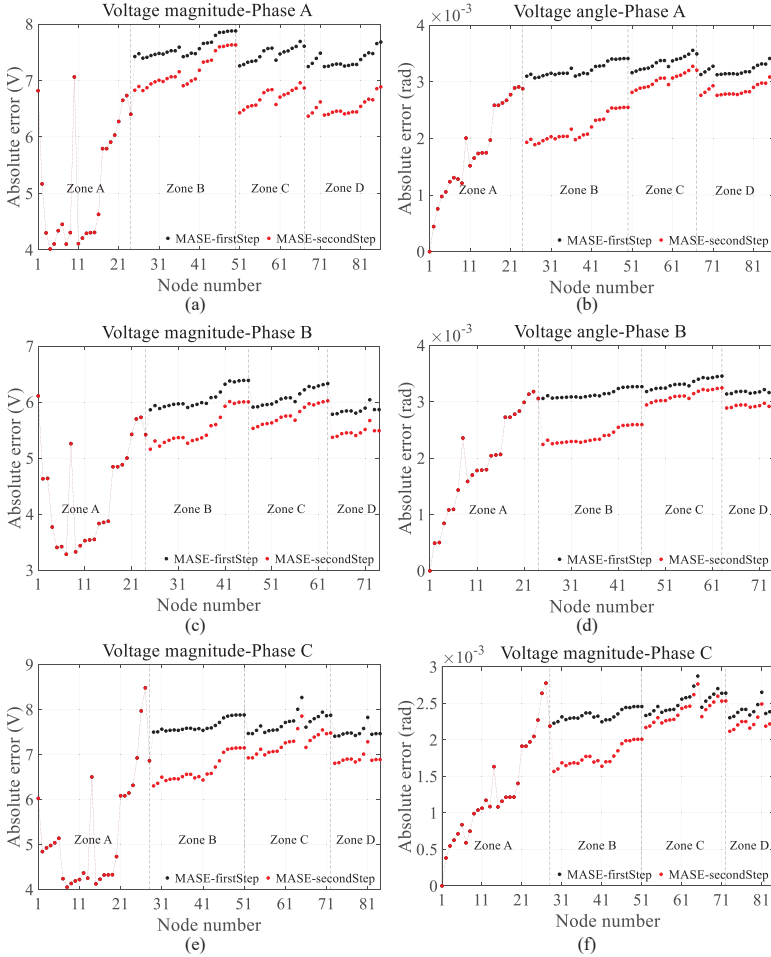 Voltage magnitude-Phase A
Absolute error (V)
8
7
6
5
4
Zone A
Zone B
Zone C
Zone D
MASE-firstStep
MASE-secondStep
1 11 21 31 41 51 61 71 81
Node number
(a)
Voltage angle-Phase A
×10⁻³
Absolute error (rad)
4
3
2
1
0
Zone A
Zone B
Zone C
Zone D
MASE-firstStep
MASE-secondStep
1 11 21 31 41 51 61 71 81
Node number
(b)
Voltage magnitude-Phase B
Absolute error (V)
7
6
5
4
3
Zone A
Zone B
Zone C
Zone D
MASE-firstStep
MASE-secondStep
1 11 21 31 41 51 61 71
Node number
(c)
Voltage angle-Phase B
×10⁻³
Absolute error (rad)
4
3
2
1
0
Zone A
Zone B
Zone C
Zone D
MASE-firstStep
MASE-secondStep
1 11 21 31 41 51 61 71
Node number
(d)
Voltage magnitude-Phase C
Absolute error (V)
9
8
7
6
5
4
Zone A
Zone B
Zone C
Zone D
MASE-firstStep
MASE-secondStep
1 11 21 31 41 51 61 71 81
Node number
(e)
Voltage magnitude-Phase C
×10⁻³
Absolute error (rad)
3
2.5
2
1.5
1
0.5
0
Zone A
Zone B
Zone C
Zone D
MASE-firstStep
MASE-secondStep
1 11 21 31 41 51 61 71 81
Node number
(f)